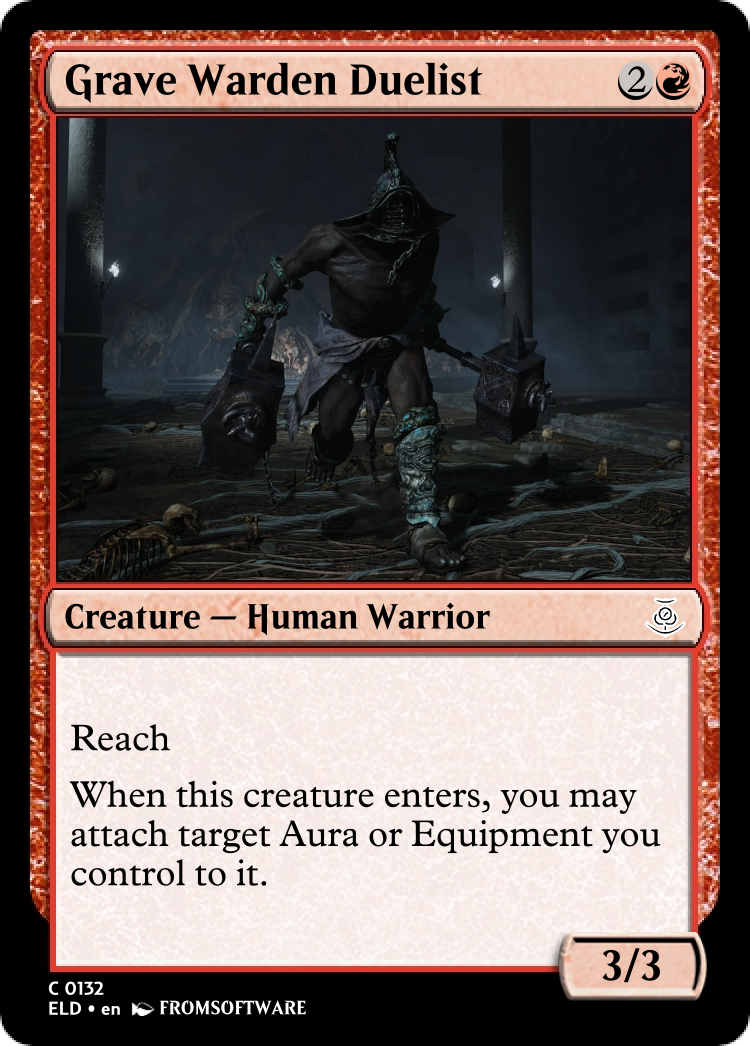 Grave Warden Duelist 2
Creature — Human Warrior
Reach
When this creature enters, you may
attach target Aura or Equipment you
control to it.
3/3
C 0132
ELD • en FROMSOFTWARE